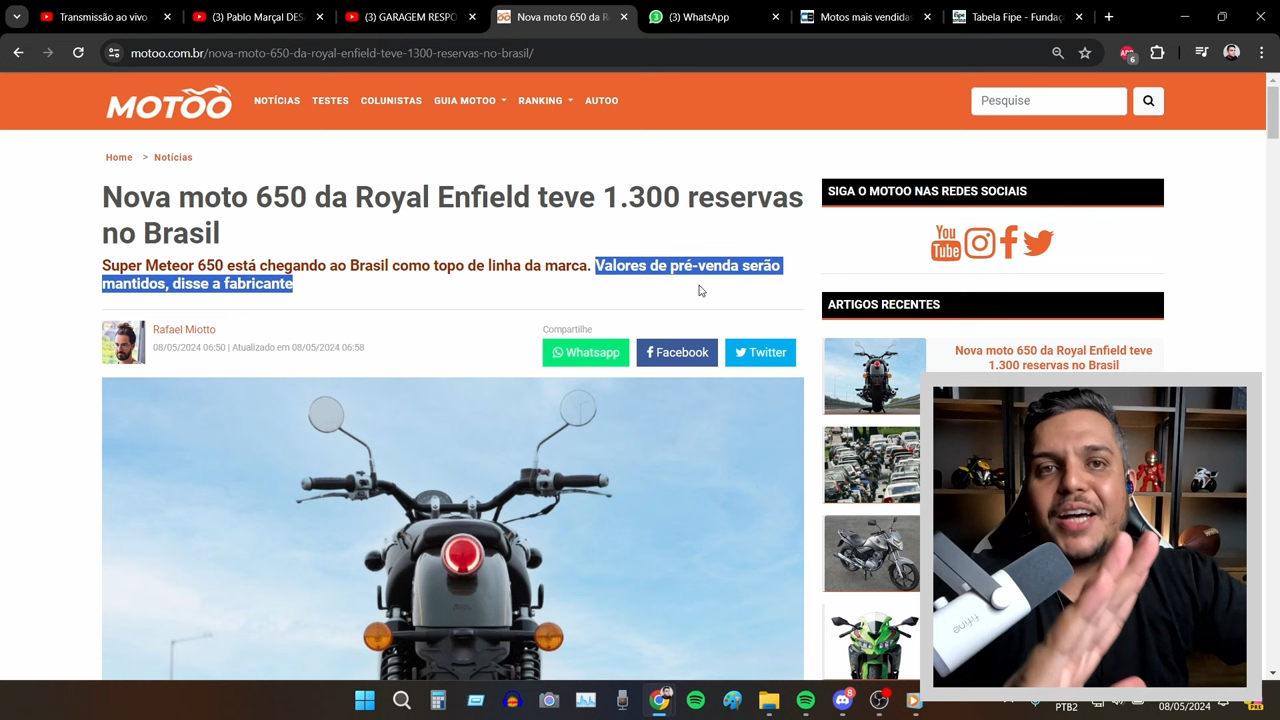 Transmissão ao vivo
(3) Pablo Marçal DES
(3) GARAGEM RESPO
Nova moto 650 da R
(3) WhatsApp
Motos mais vendidas
Tabela Fipe - Fundaç
motoo.com.br/nova-moto-650-da-royal-enfield-teve-1300-reservas-no-brasil/
6
MOTOO
NOTÍCIAS
TESTES
COLUNISTAS
GUIA MOTOO
RANKING
AUTOO
Pesquise
Home > Notícias
Nova moto 650 da Royal Enfield teve 1.300 reservas
no Brasil
Super Meteor 650 está chegando ao Brasil como topo de linha da marca. Valores de pré-venda serão
mantidos, disse a fabricante
Rafael Miotto
08/05/2024 06:50 | Atualizado em 08/05/2024 06:58
Compartilhe
Whatsapp
Facebook
Twitter
SIGA O MOTOO NAS REDES SOCIAIS
You
Tube
ARTIGOS RECENTES
Nova moto 650 da Royal Enfield teve
1.300 reservas no Brasil
fifine
8
PTB2
08/05/2024
PRE